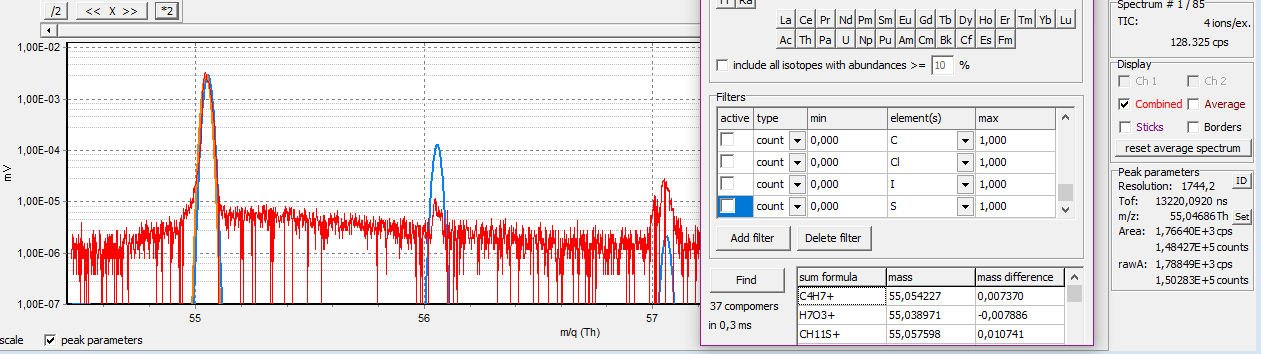 /2
<< X >>
*2
1,00E-02
1,00E-03
1,00E-04
1,00E-05
1,00E-06
1,00E-07
mV
55
56
57
m/q (Th)
scale
peak parameters
La Ce Pr Nd Pm Sm Eu Gd Tb Dy Ho Er Tm Yb Lu
Ac Th Pa U Np Pu Am Cm Bk Cf Es Fm
include all isotopes with abundances >= 10 %
Filters
active type min element(s) max
count 0,000 C 1,000
count 0,000 Cl 1,000
count 0,000 I 1,000
count 0,000 S 1,000
Add filter Delete filter
Find
37 compomers
in 0,3 ms
sum formula mass mass difference
C4H7+ 55,054227 0,007370
H7O3+ 55,038971 -0,007886
CH11S+ 55,057598 0,010741
Spectrum # 1 / 85
TIC: 4 ions/ex.
128.325 cps
Display
Ch 1 Ch 2
Combined Average
Sticks Borders
reset average spectrum
Peak parameters
Resolution: 1744,2 ID
Tof: 13220,0920 ns
m/z: 55,04686 Th Set
Area: 1,76640E+3 cps
1,48427E+5 counts
rawA: 1,78849E+3 cps
1,50283E+5 counts